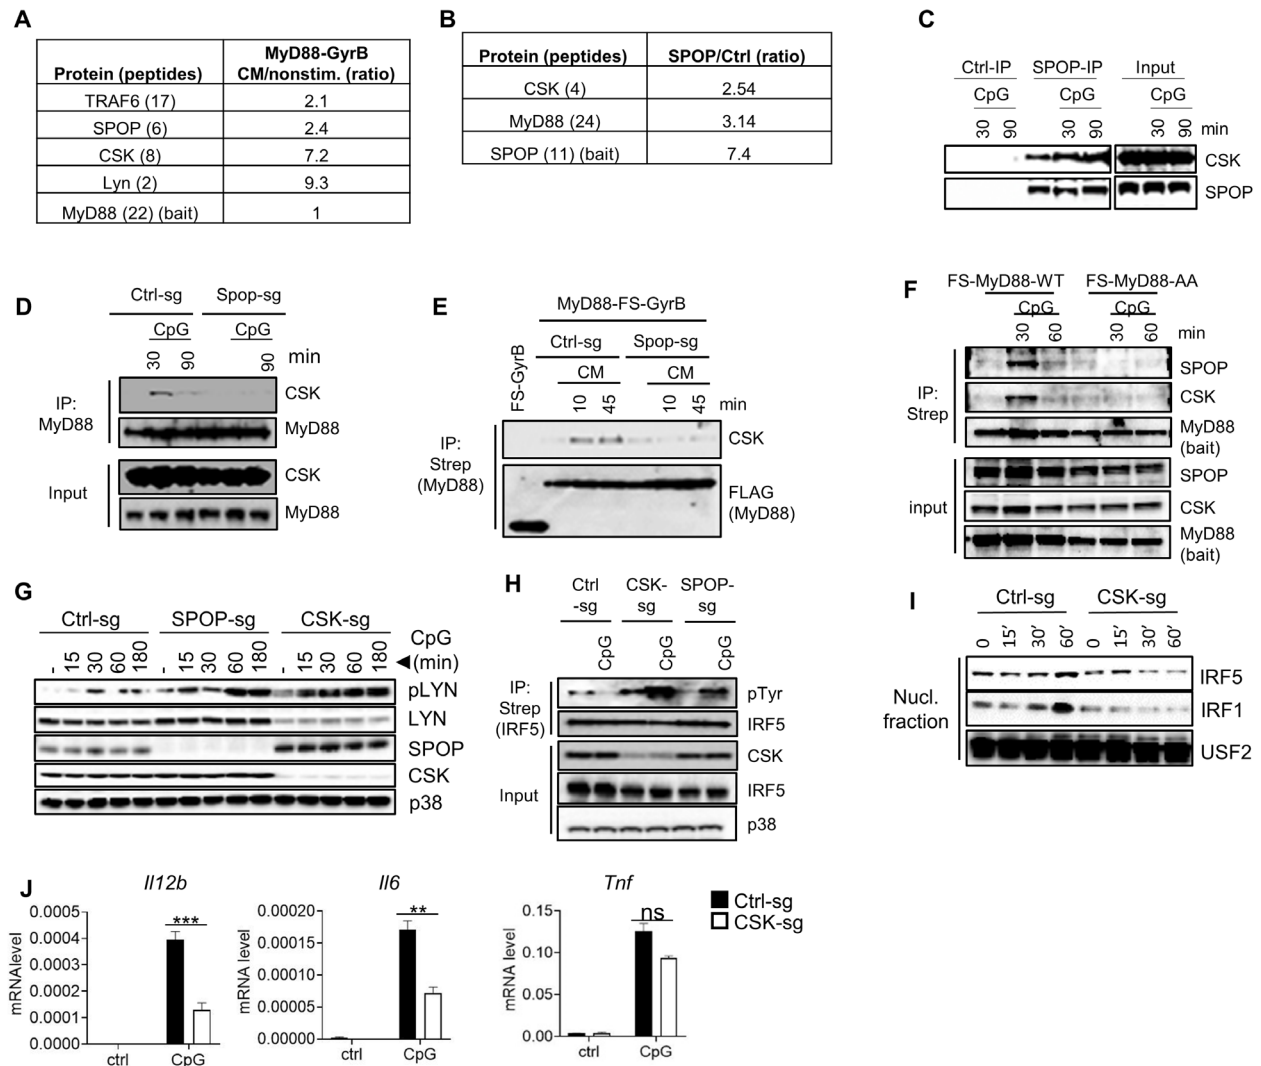 A
Protein (peptides)
MyD88-GyrB
CM/nonstim. (ratio)
TRAF6 (17)
2.1
SPOP (6)
2.4
CSK (8)
7.2
Lyn (2)
9.3
MyD88 (22) (bait)
1
B
Protein (peptides)
SPOP/Ctrl (ratio)
CSK (4)
2.54
MyD88 (24)
3.14
SPOP (11) (bait)
7.4
C
Ctrl-IP SPOP-IP Input
CpG CpG CpG
30 90 30 90 30 90 min
CSK
SPOP
D
Ctrl-sg Spop-sg
CpG CpG
30 90 90 min
IP:
MyD88
CSK
MyD88
Input
CSK
MyD88
E
MyD88-FS-GyrB
FS-GyrB
Ctrl-sg Spop-sg
CM CM
10 45 10 45 min
IP:
Strep
(MyD88)
CSK
FLAG
(MyD88)
F
FS-MyD88-WT FS-MyD88-AA
CpG CpG
30 60 30 60 min
IP:
Strep
SPOP
CSK
MyD88
(bait)
input
SPOP
CSK
MyD88
(bait)
G
Ctrl-sg SPOP-sg CSK-sg
CpG
- 15 30 60 180 - 15 30 60 180 - 15 30 60 180 (min)
pLYN
LYN
SPOP
CSK
p38
H
Ctrl
-sg
CSK-
sg
SPOP-
sg
CpG CpG CpG
IP:
Strep
(IRF5)
pTyr
IRF5
Input
CSK
IRF5
p38
I
Ctrl-sg CSK-sg
0 15′ 30′ 60′ 0 15′ 30′ 60′
Nucl.
fraction
IRF5
IRF1
USF2
J
Il12b
mRNAlevel
0.0005
0.0004
0.0003
0.0002
0.0001
0.0000
***
ctrl CpG
Il6
mRNA level
0.00020
0.00015
0.00010
0.00005
0.00000
**
ctrl CpG
Tnf
mRNA level
0.15
0.10
0.05
0.00
ns
ctrl CpG
Ctrl-sg
CSK-sg